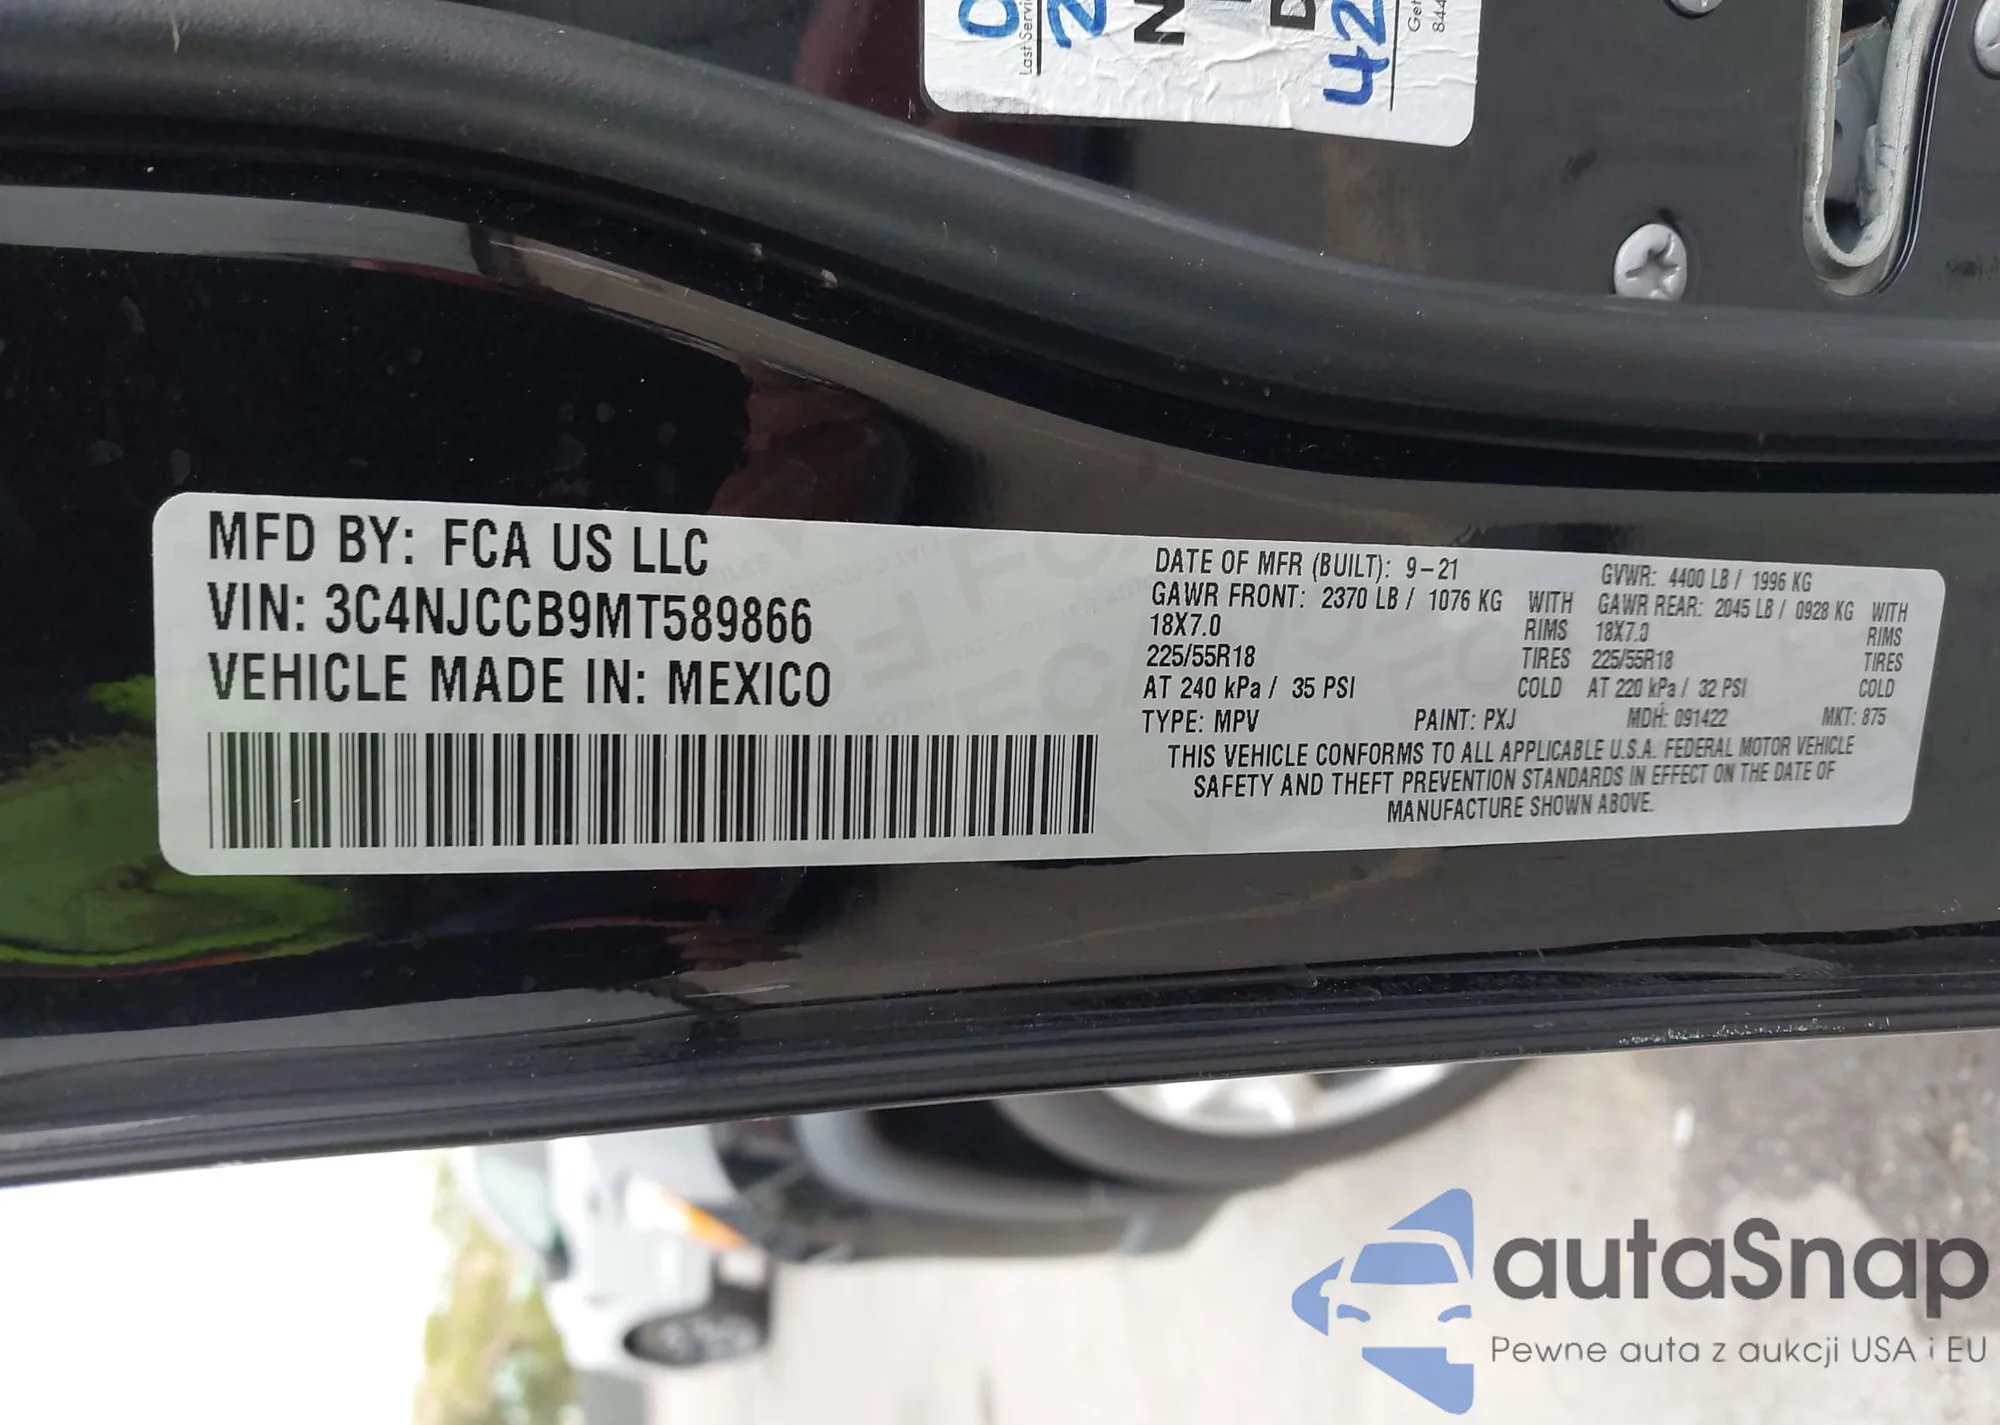 Last Serv
42
Get
844
MFD BY: FCA US LLC
VIN: 3C4NJCCB9MT589866
VEHICLE MADE IN: MEXICO
DATE OF MFR (BUILT): 9-21 GVWR: 4400 LB / 1996 KG
GAWR FRONT: 2370 LB / 1076 KG WITH GAWR REAR: 2045 LB / 0928 KG WITH
18X7.0 RIMS 18X7.0 RIMS
225/55R18 TIRES 225/55R18 TIRES
AT 240 kPa / 35 PSI COLD AT 220 kPa / 32 PSI COLD
TYPE: MPV PAINT: PXJ MDH: 091422 MKT: 875
THIS VEHICLE CONFORMS TO ALL APPLICABLE U.S.A. FEDERAL MOTOR VEHICLE
SAFETY AND THEFT PREVENTION STANDARDS IN EFFECT ON THE DATE OF
MANUFACTURE SHOWN ABOVE.
autaSnap
Pewne auta z aukcji USA i EU